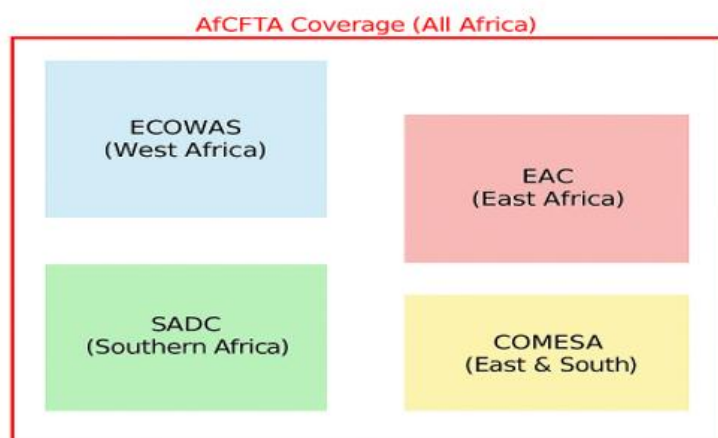 AfCFTA Coverage (All Africa)
ECOWAS
(West Africa)
EAC
(East Africa)
SADC
(Southern Africa)
COMESA
(East & South)